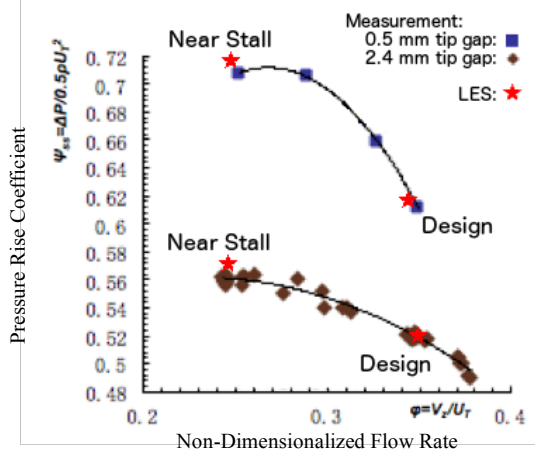 Measurement:
0.5 mm tip gap:
2.4 mm tip gap:
LES:
Near Stall
Design
Near Stall
Design
0.72
0.7
0.68
0.66
0.64
0.62
0.6
0.58
0.56
0.54
0.52
0.5
0.48
0.2
0.3
0.4
Ψss=ΔP/0.5ρU_T²
Pressure Rise Coefficient
φ=V_z/U_T
Non-Dimensionalized Flow Rate